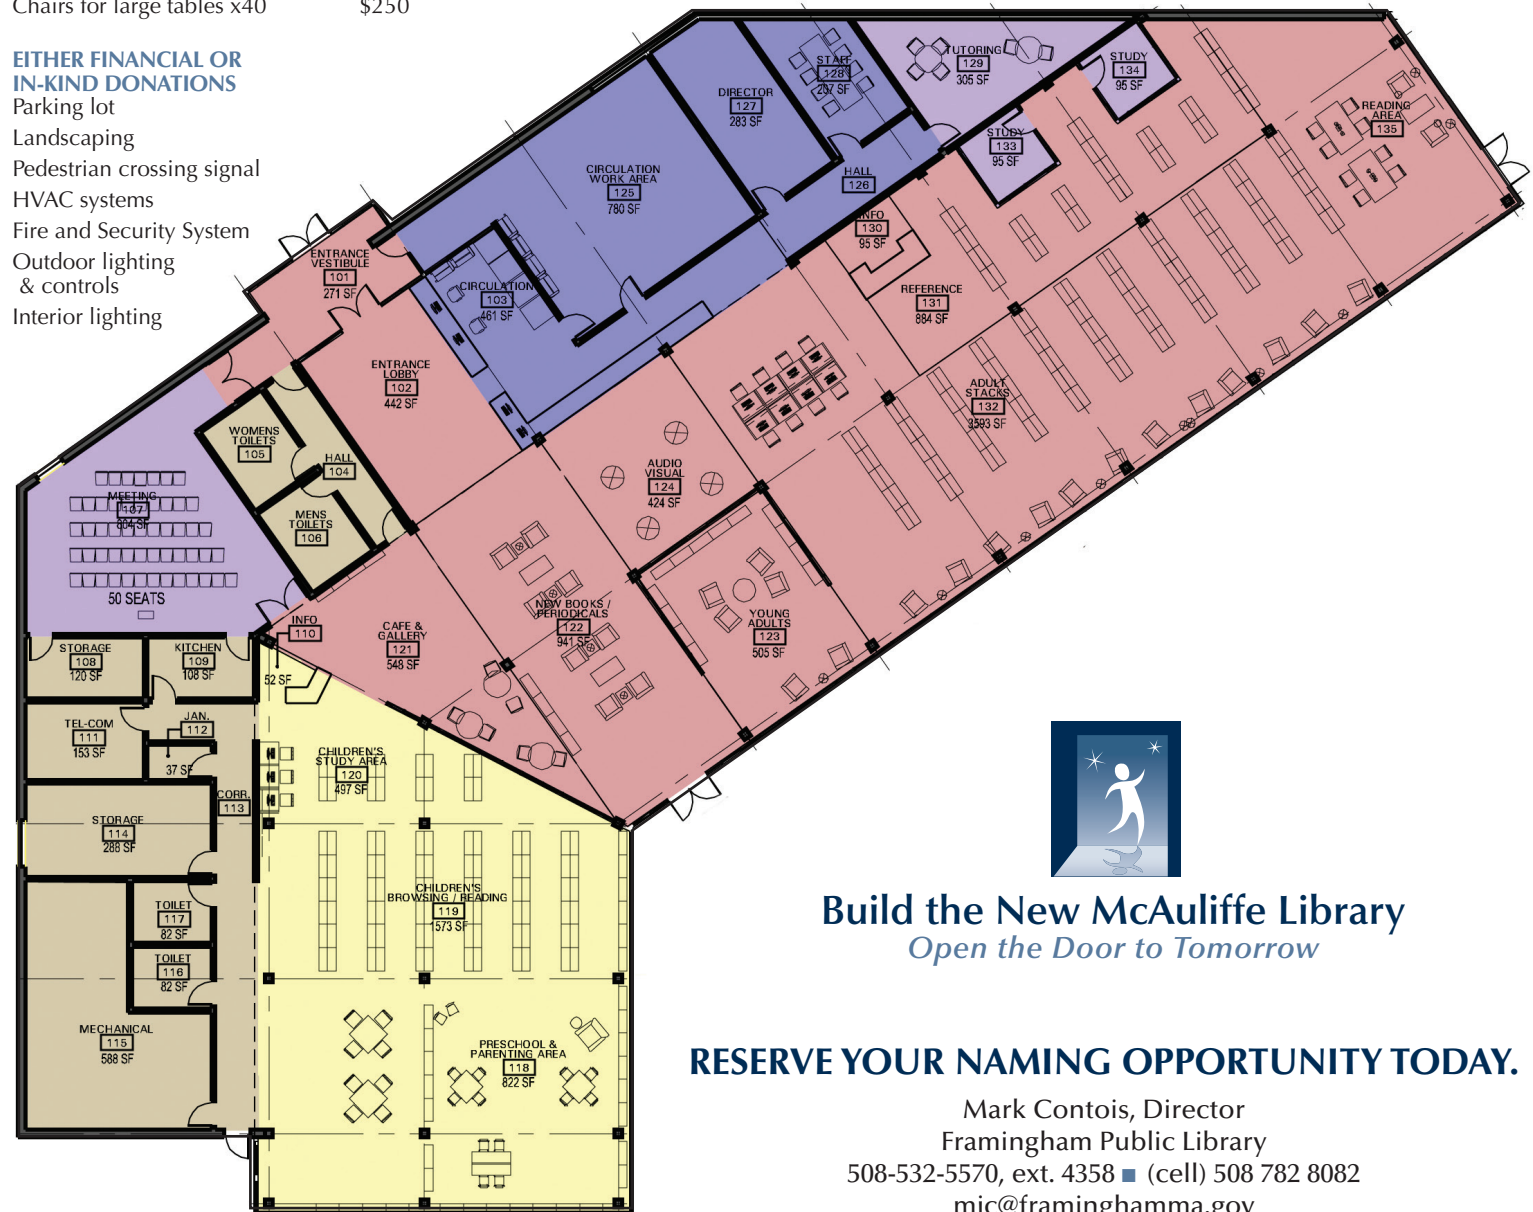 Chairs for large tables x40 $250
EITHER FINANCIAL OR
IN-KIND DONATIONS
Parking lot
Landscaping
Pedestrian crossing signal
HVAC systems
Fire and Security System
Outdoor lighting
& controls
Interior lighting
STAFF
128
237 SF
TUTORING
129
305 SF
STUDY
134
95 SF
DIRECTOR
127
283 SF
READING
AREA
135
STUDY
133
95 SF
CIRCULATION
WORK AREA
125
780 SF
HALL
126
INFO
130
95 SF
ENTRANCE
VESTIBULE
101
271 SF
CIRCULATION
103
461 SF
REFERENCE
131
884 SF
ENTRANCE
LOBBY
102
442 SF
ADULT
STACKS
132
3593 SF
WOMENS
TOILETS
105
HALL
104
AUDIO
VISUAL
124
424 SF
MEETING
107
804 SF
50 SEATS
MENS
TOILETS
106
NEW BOOKS /
PERIODICALS
122
941 SF
YOUNG
ADULTS
123
505 SF
INFO
110
52 SF
CAFE &
GALLERY
121
548 SF
STORAGE
108
120 SF
KITCHEN
109
108 SF
TEL-COM
111
153 SF
JAN.
112
37 SF
CHILDREN'S
STUDY AREA
120
497 SF
CORR.
113
STORAGE
114
288 SF
TOILET
117
82 SF
CHILDREN'S
BROWSING / READING
119
1573 SF
TOILET
116
82 SF
MECHANICAL
115
588 SF
PRESCHOOL &
PARENTING AREA
118
822 SF
Build the New McAuliffe Library
Open the Door to Tomorrow
RESERVE YOUR NAMING OPPORTUNITY TODAY.
Mark Contois, Director
Framingham Public Library
508-532-5570, ext. 4358 ■ (cell) 508 782 8082
mjc@framinghamma.gov